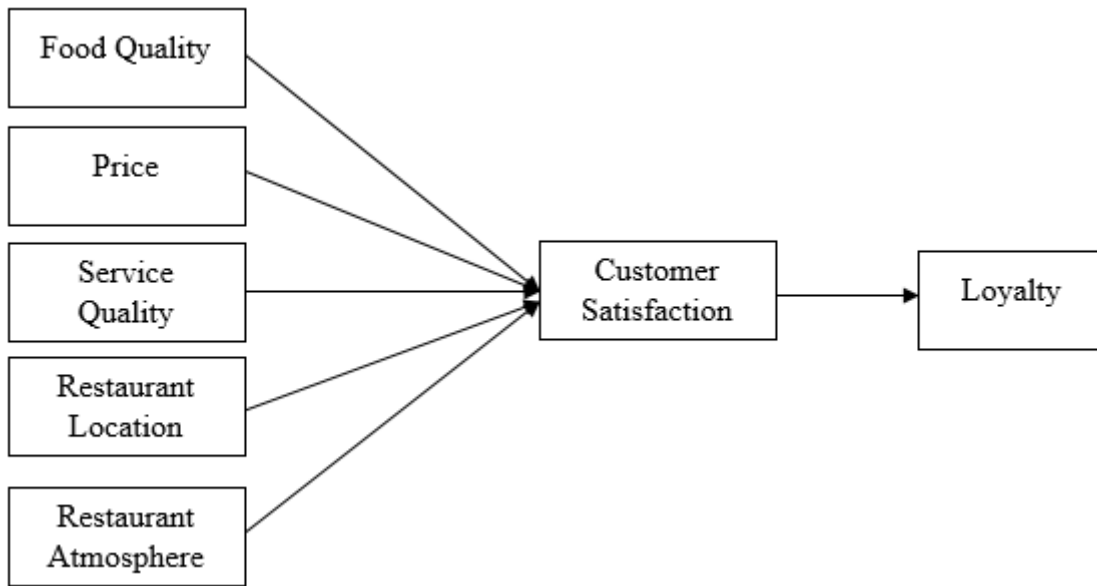 Food Quality
Price
Service
Quality
Restaurant
Location
Restaurant
Atmosphere
Customer
Satisfaction
Loyalty